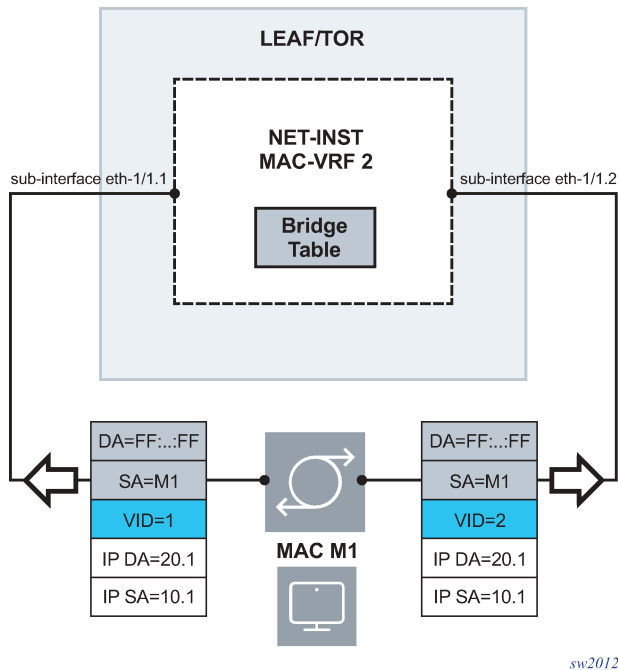 LEAF/TOR
NET-INST
MAC-VRF 2
sub-interface eth-1/1.1
sub-interface eth-1/1.2
Bridge
Table
DA=FF:..:FF
SA=M1
VID=1
IP DA=20.1
IP SA=10.1
MAC M1
DA=FF:..:FF
SA=M1
VID=2
IP DA=20.1
IP SA=10.1
sw2012